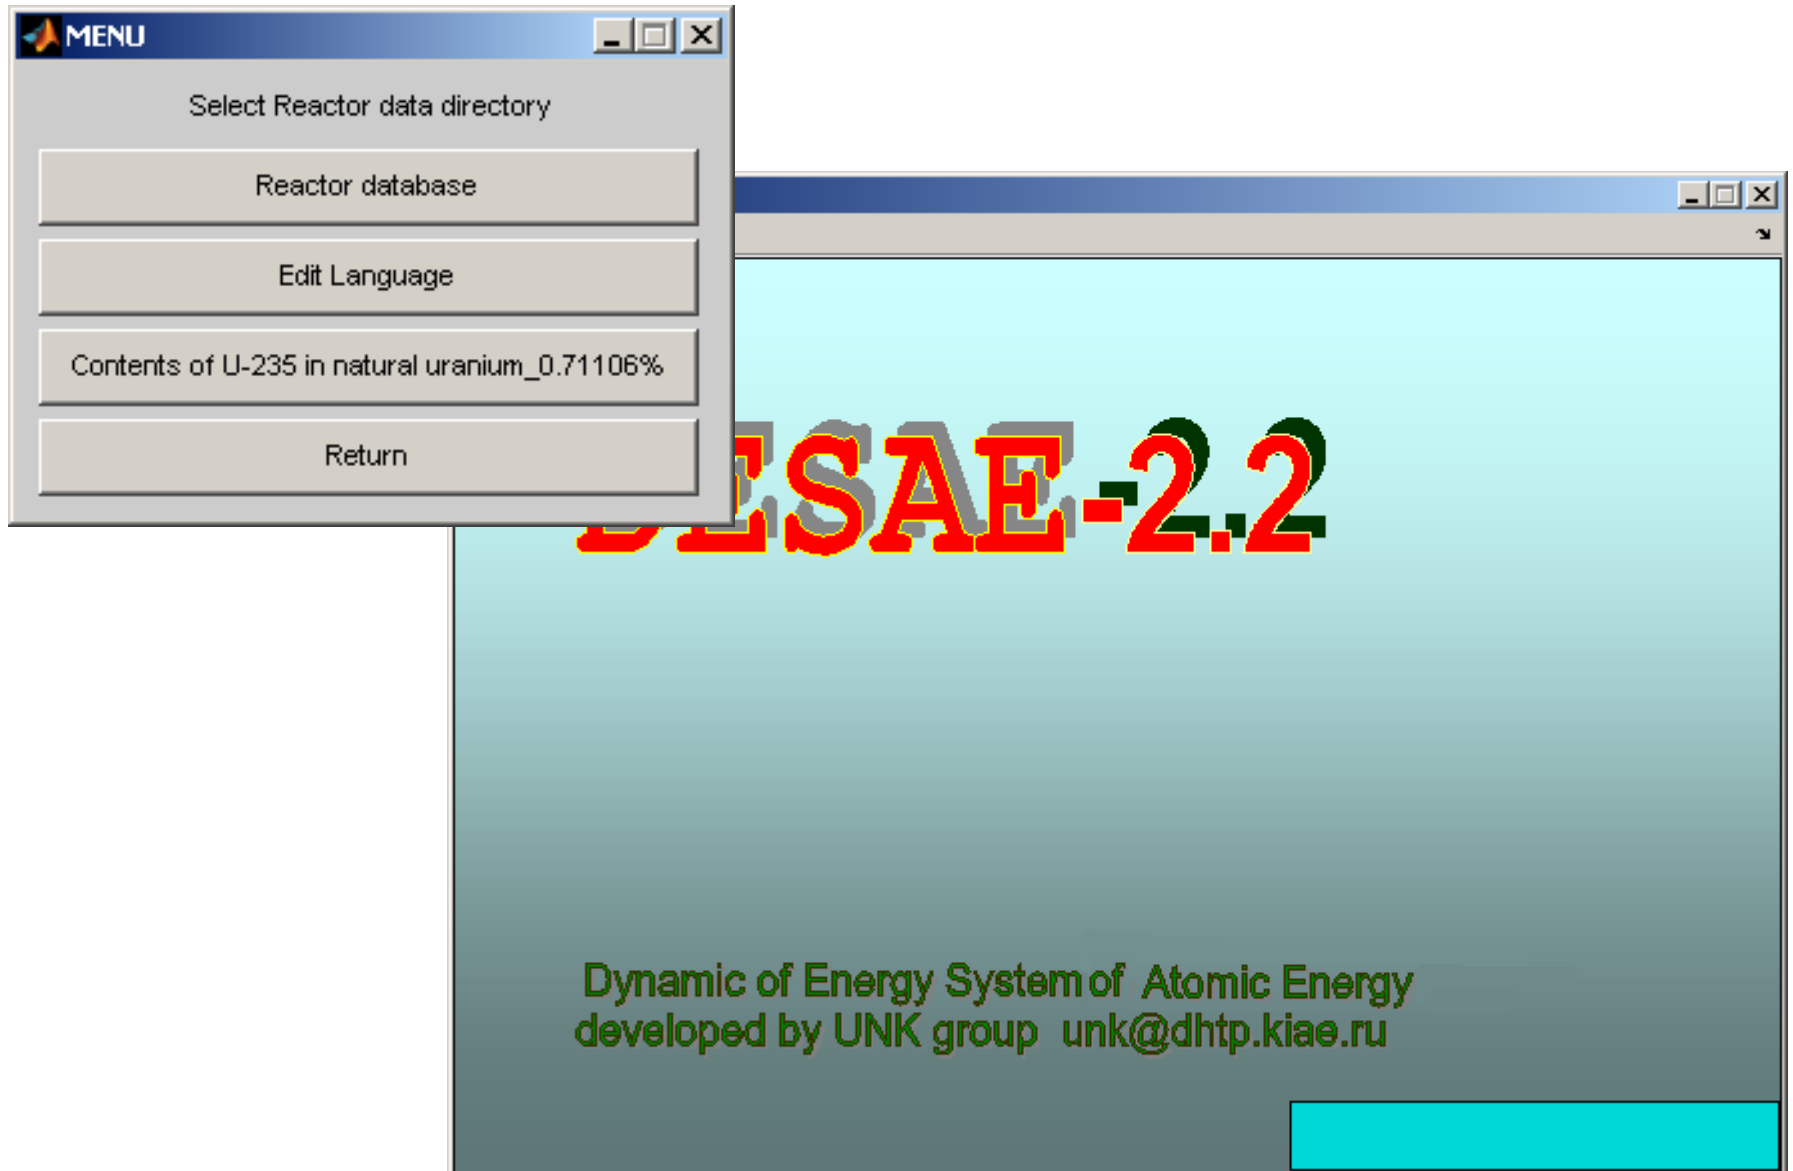 MENU
Select Reactor data directory
Reactor database
Edit Language
Contents of U-235 in natural uranium_0.71106%
Return
DESAE-2.2
Dynamic of Energy System of Atomic Energy
developed by UNK group unk@dhtp.kiae.ru